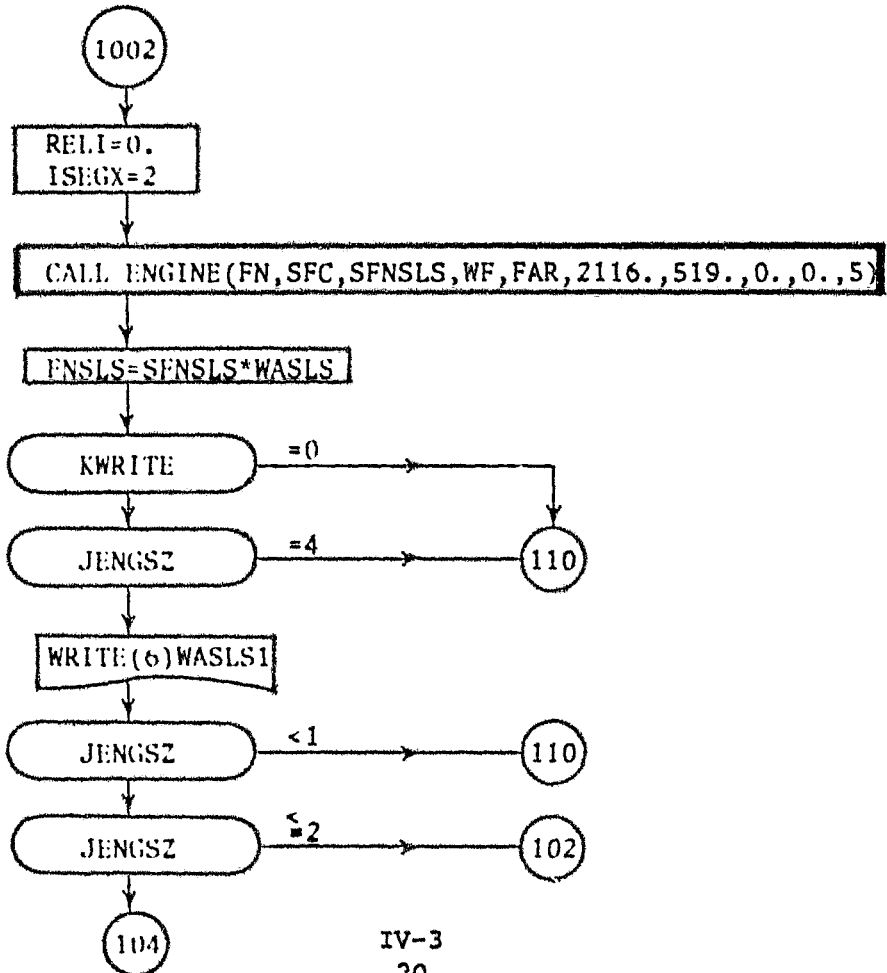 1002
RELI=0.
ISEGX=2
CALL ENGINE(FN,SFC,SFNSLS,WF,FAR,2116.,519.,0.,0.,5)
FNSLS=SFNSLS*WASLS
KWRITE =0
JENGSZ =4 110
WRITE(6)WASLS1
JENGSZ <1 110
JENGSZ ≤2 102
104
IV-3
20